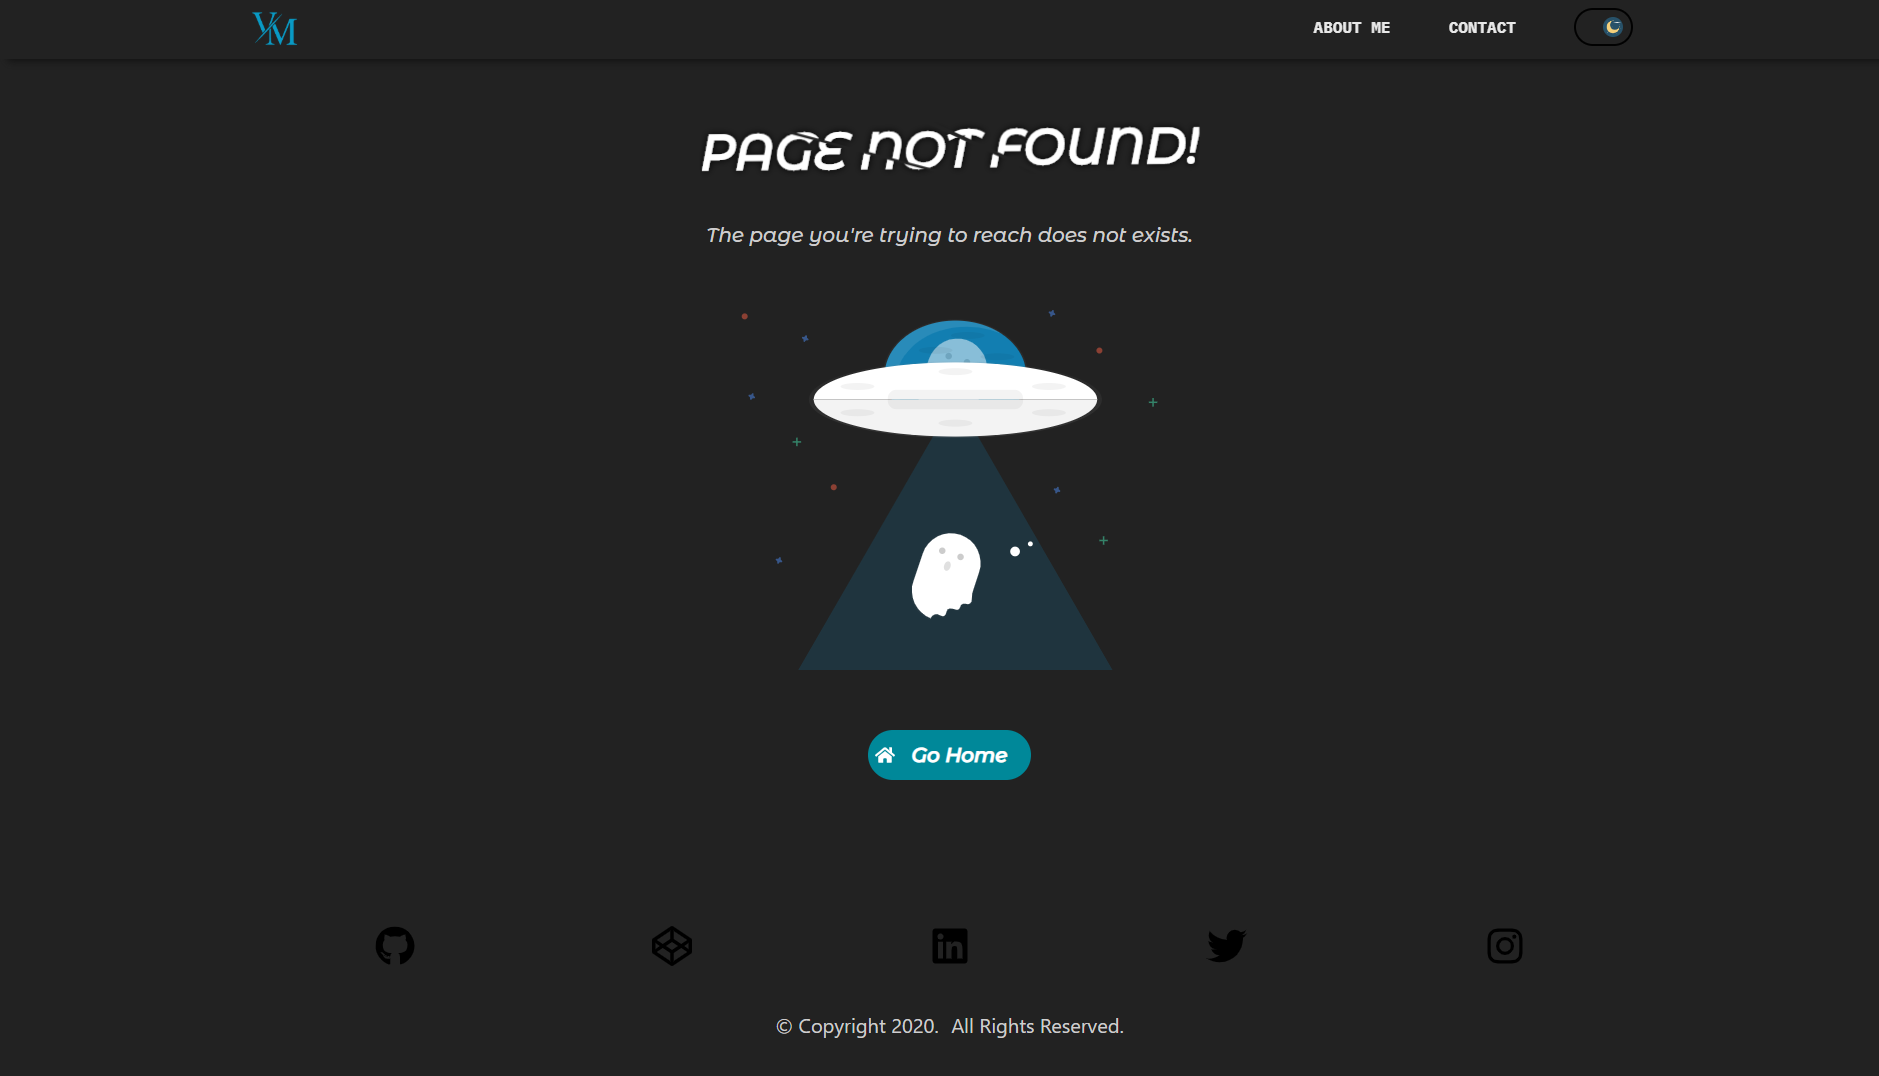 VM
ABOUT ME
CONTACT
PAGE NOT FOUND!
The page you're trying to reach does not exists.
Go Home
in
© Copyright 2020. All Rights Reserved.